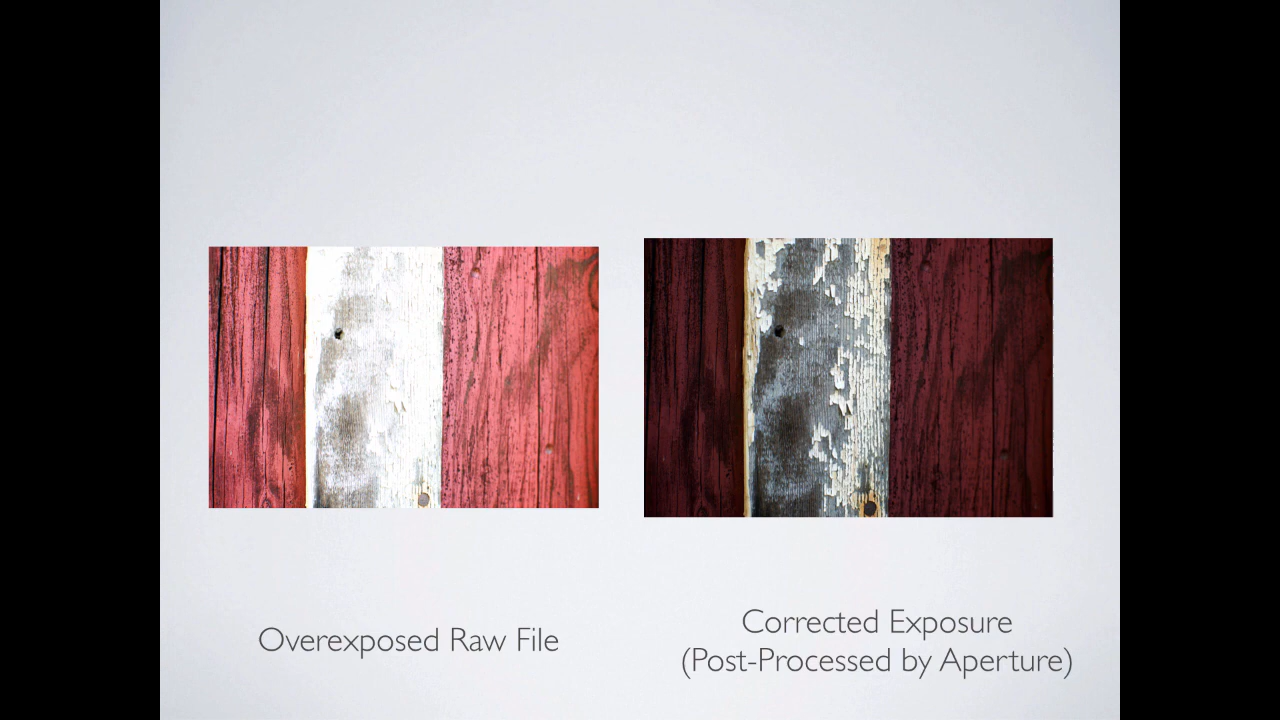 Overexposed Raw File
Corrected Exposure
(Post-Processed by Aperture)